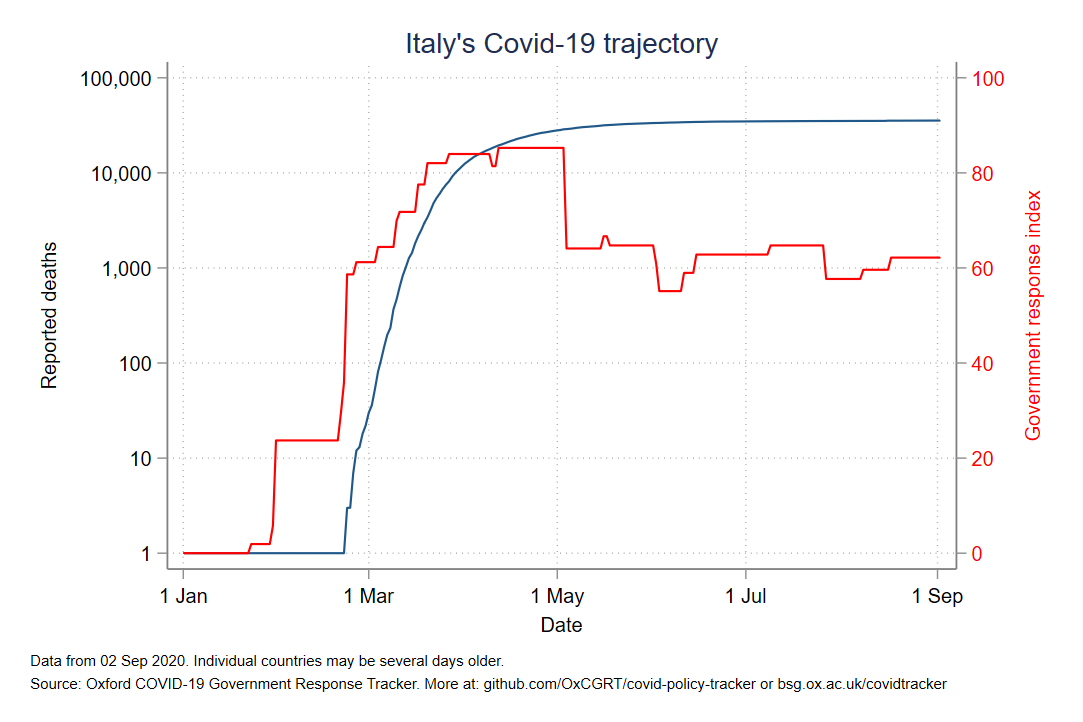 Italy's Covid-19 trajectory
100,000
10,000
1,000
100
10
1
Reported deaths
100
80
60
40
20
0
Government response index
1 Jan
1 Mar
1 May
1 Jul
1 Sep
Date
Data from 02 Sep 2020. Individual countries may be several days older.
Source: Oxford COVID-19 Government Response Tracker. More at: github.com/OxCGRT/covid-policy-tracker or bsg.ox.ac.uk/covidtracker